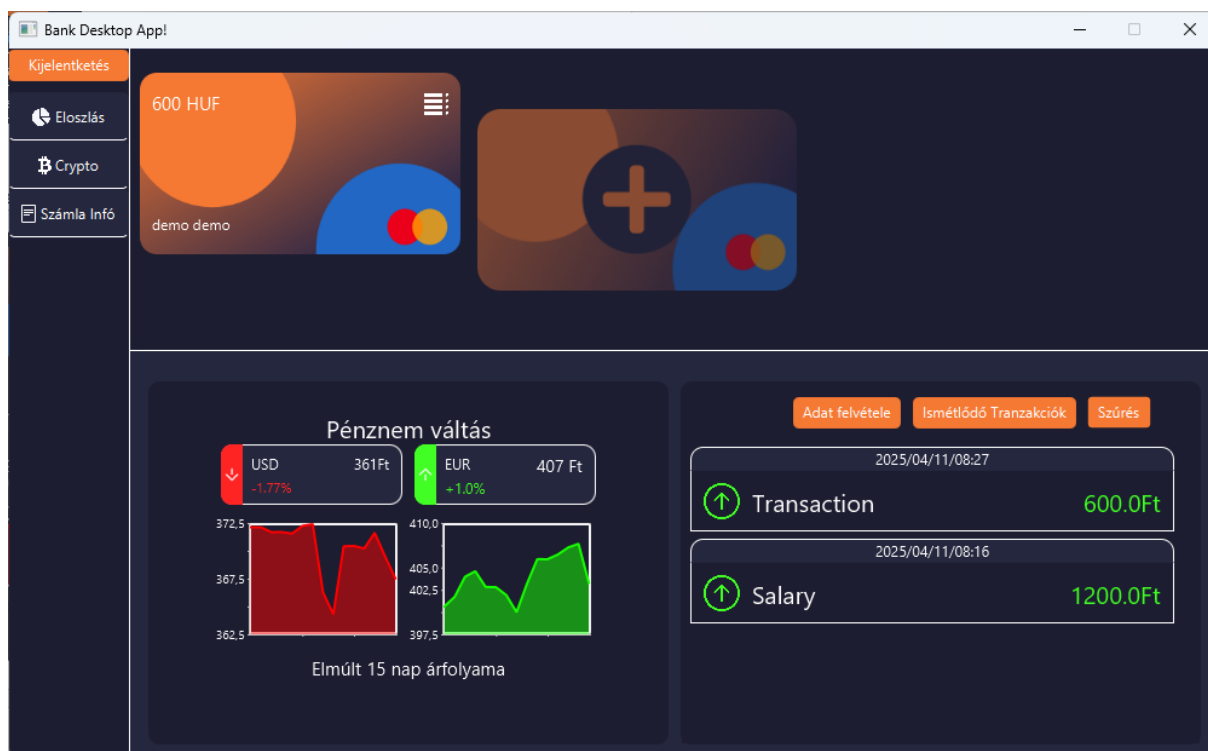 Bank Desktop App!
Kijelentketés
Eloszlás
Crypto
Számla Infó
600 HUF
demo demo
Pénznem váltás
USD 361Ft
-1.77%
EUR 407 Ft
+1.0%
372,5
367,5
362,5
410,0
405,0
402,5
397,5
Elmúlt 15 nap árfolyama
Adat felvétele Ismétlődő Tranzakciók Szűrés
2025/04/11/08:27
Transaction 600.0Ft
2025/04/11/08:16
Salary 1200.0Ft